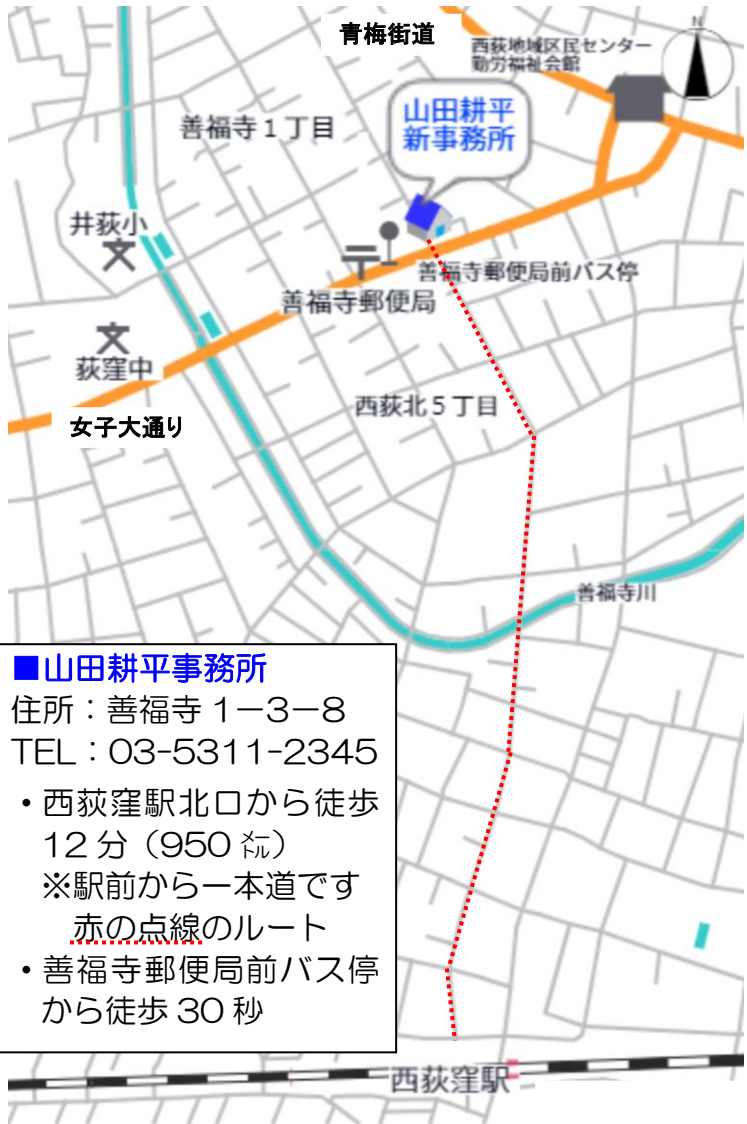 青梅街道
N
西荻地域区民センター
勤労福祉会館
山田耕平
新事務所
善福寺1丁目
井荻小
善福寺郵便局前バス停
善福寺郵便局
荻窪中
西荻北5丁目
女子大通り
善福寺川
■山田耕平事務所
住所：善福寺1－3－8
TEL：03-5311-2345
・西荻窪駅北口から徒歩
12分（950㍍）
※駅前から一本道です
赤の点線のルート
・善福寺郵便局前バス停
から徒歩30秒
西荻窪駅